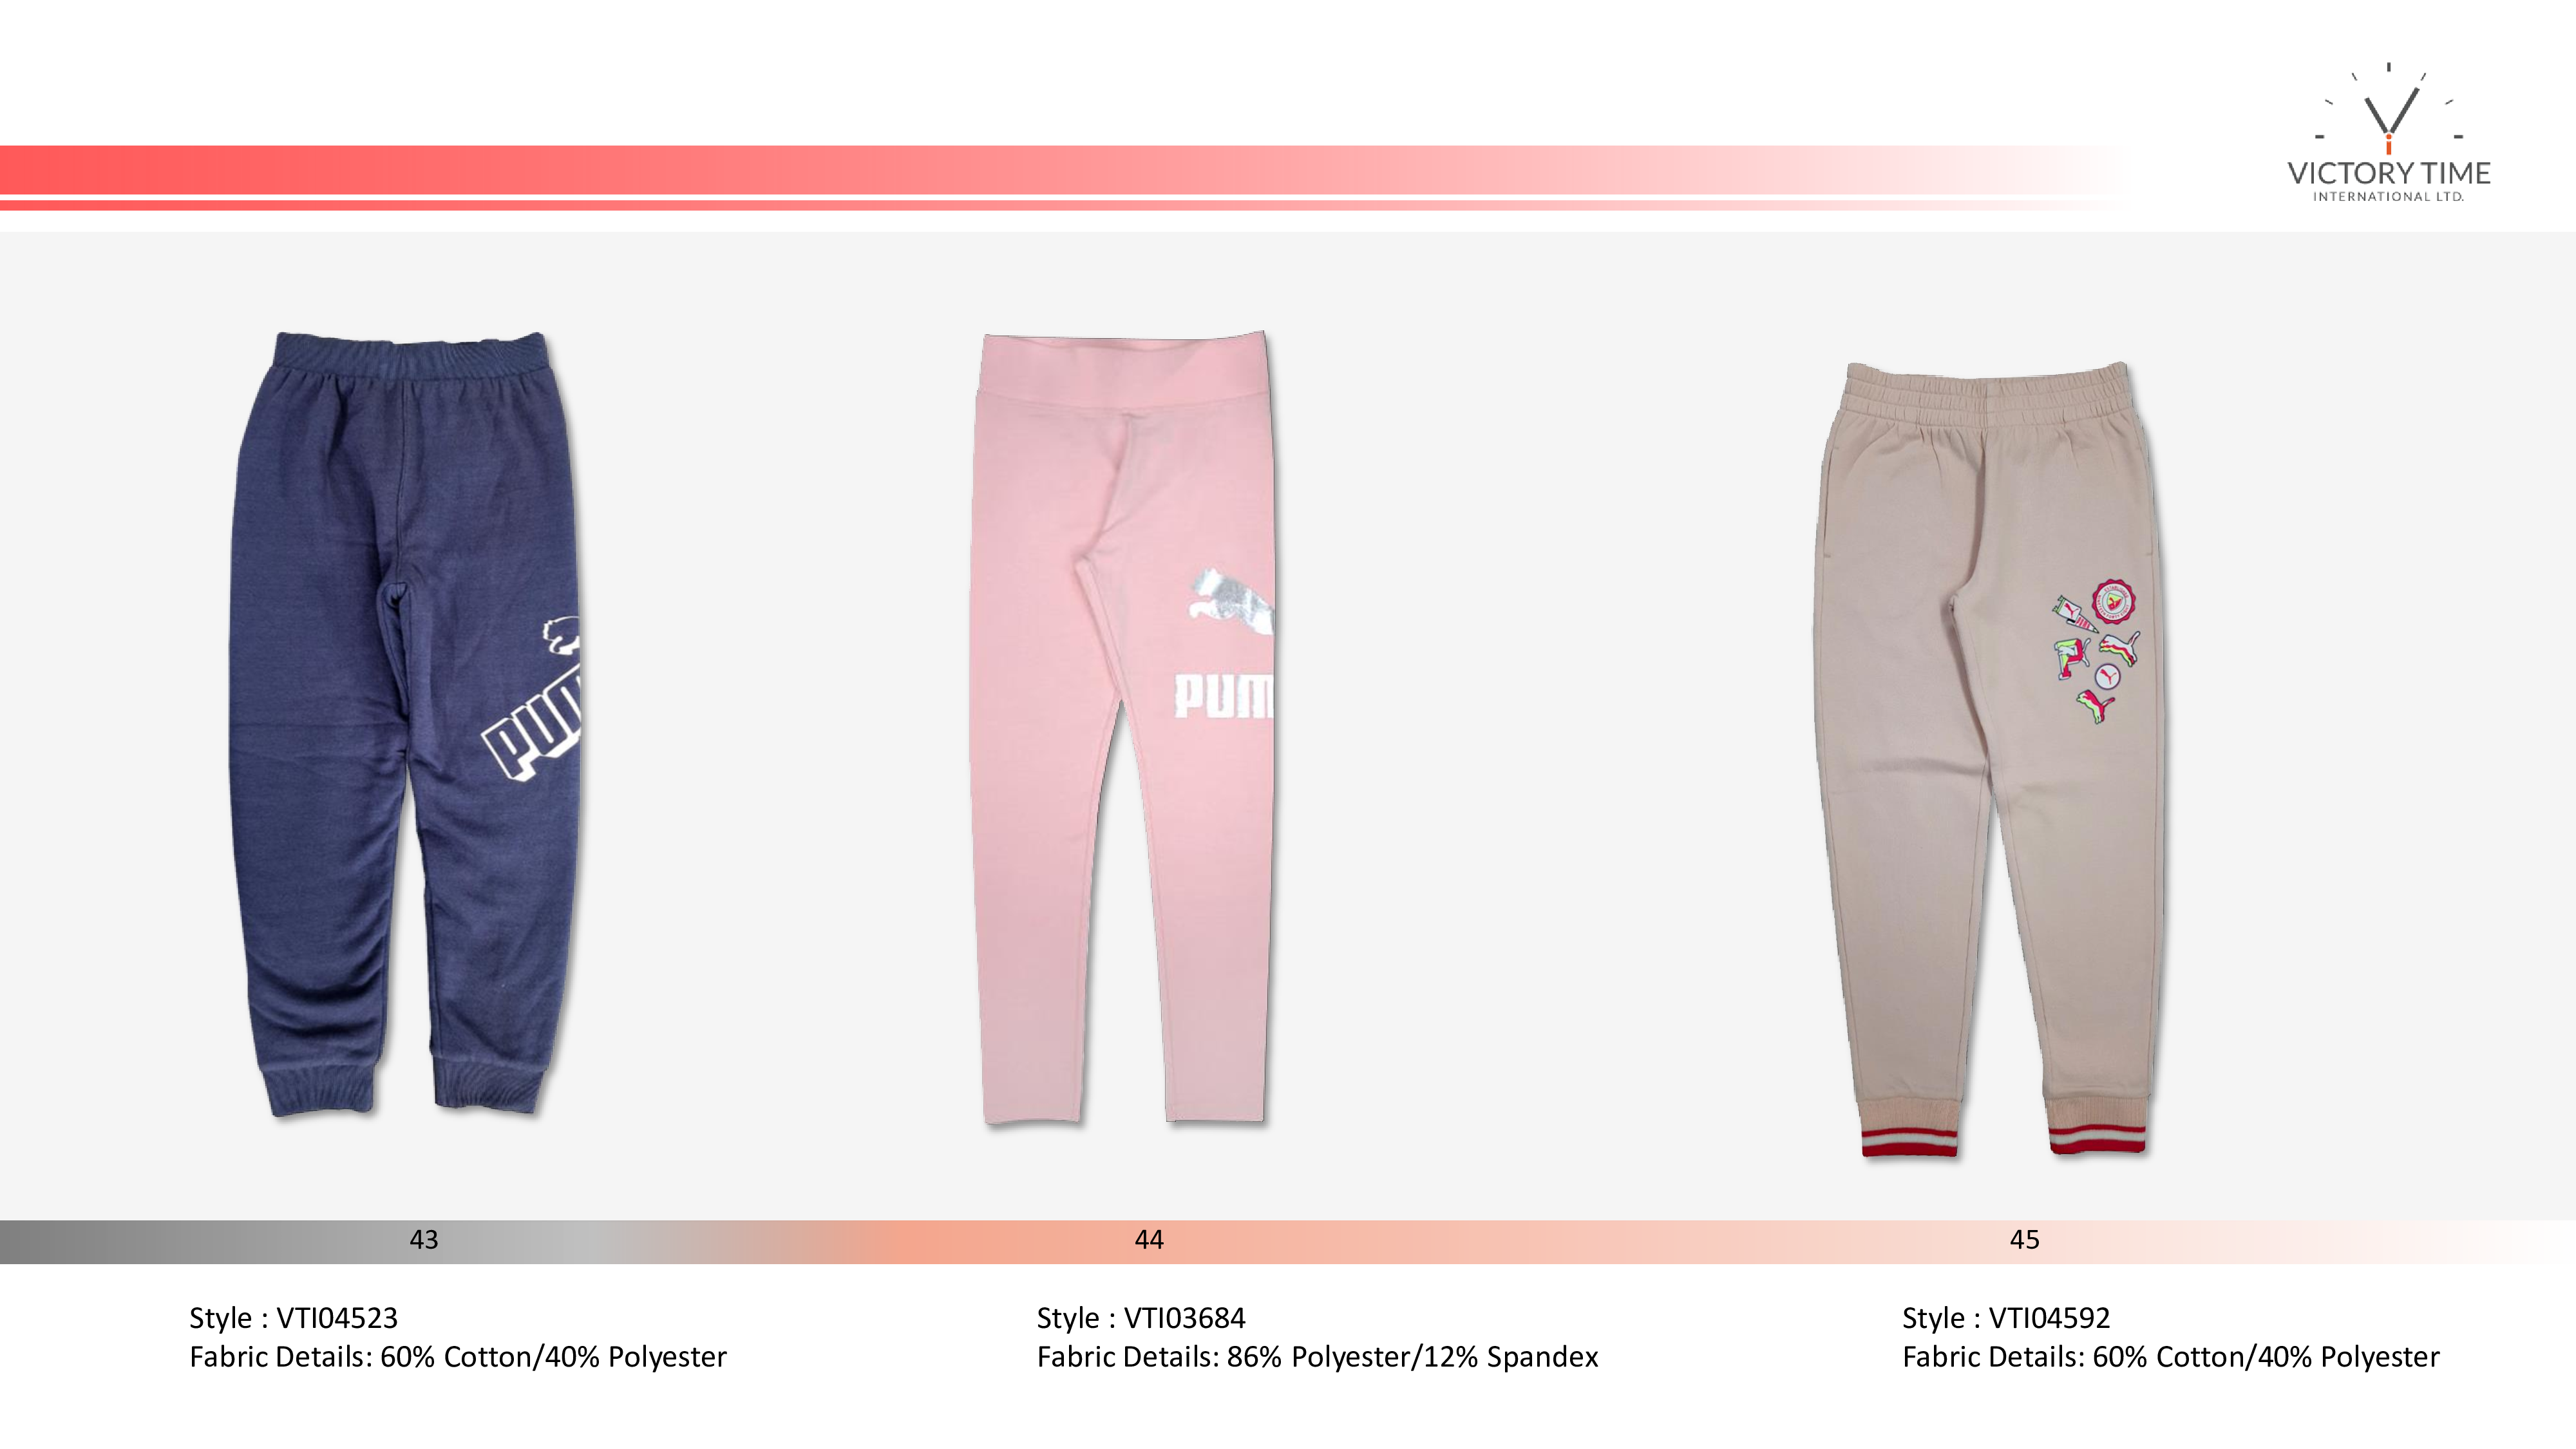 VICTORY TIME
INTERNATIONAL LTD.
PUM
PUM
43
44
45
Style : VTI04523
Fabric Details: 60% Cotton/40% Polyester
Style : VTI03684
Fabric Details: 86% Polyester/12% Spandex
Style : VTI04592
Fabric Details: 60% Cotton/40% Polyester